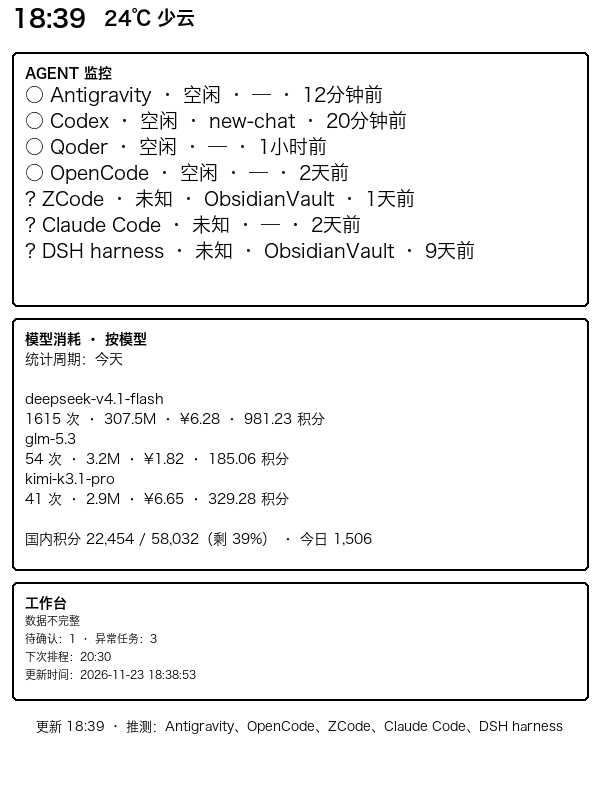 18:39 24℃ 少云
AGENT 监控
○ Antigravity · 空闲 · — · 12分钟前
○ Codex · 空闲 · new-chat · 20分钟前
○ Qoder · 空闲 · — · 1小时前
○ OpenCode · 空闲 · — · 2天前
? ZCode · 未知 · ObsidianVault · 1天前
? Claude Code · 未知 · — · 2天前
? DSH harness · 未知 · ObsidianVault · 9天前
模型消耗 · 按模型
统计周期：今天
deepseek-v4.1-flash
1615 次 · 307.5M · ¥6.28 · 981.23 积分
glm-5.3
54 次 · 3.2M · ¥1.82 · 185.06 积分
kimi-k3.1-pro
41 次 · 2.9M · ¥6.65 · 329.28 积分
国内积分 22,454 / 58,032（剩 39%） · 今日 1,506
工作台
数据不完整
待确认：1 · 异常任务：3
下次排程：20:30
更新时间：2026-11-23 18:38:53
更新 18:39 · 推测：Antigravity、OpenCode、ZCode、Claude Code、DSH harness